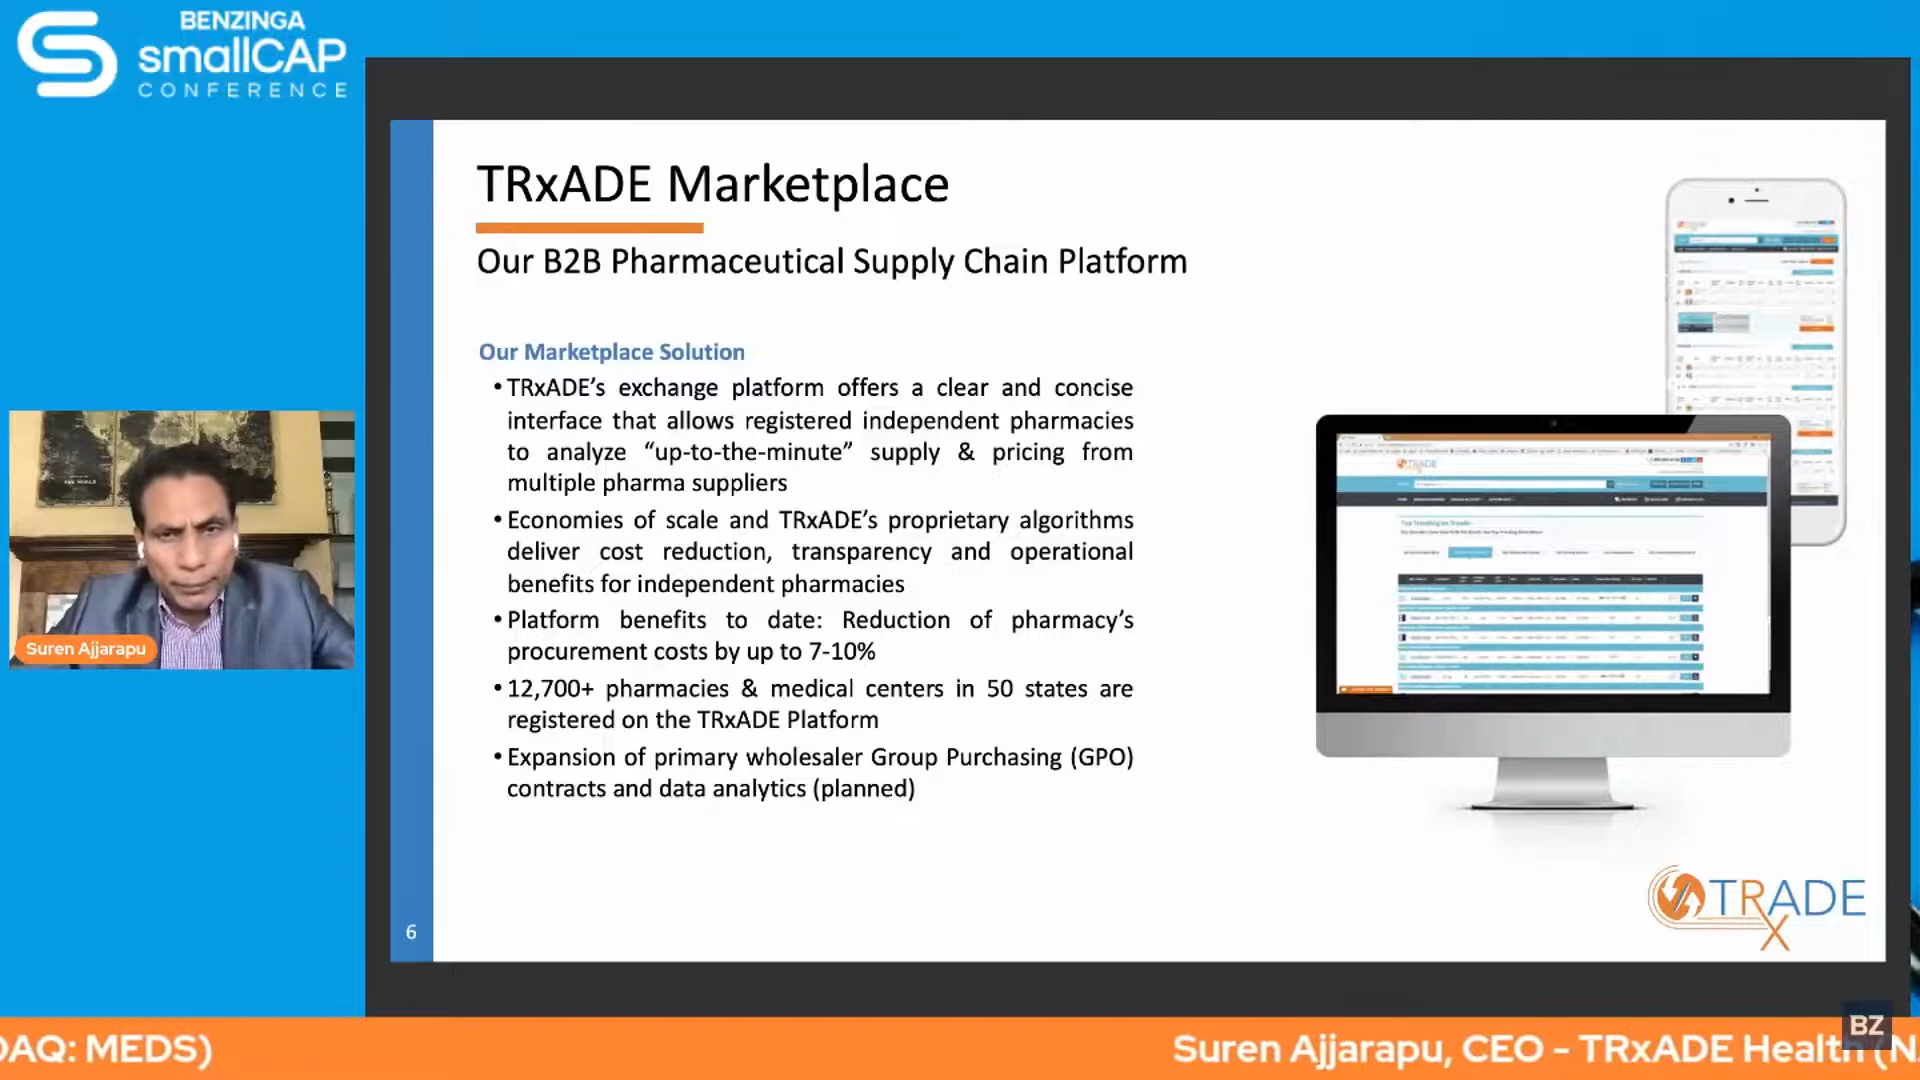 BENZINGA
smallCAP
CONFERENCE
TRxADE Marketplace
Our B2B Pharmaceutical Supply Chain Platform
Our Marketplace Solution
• TRxADE’s exchange platform offers a clear and concise
interface that allows registered independent pharmacies
to analyze “up-to-the-minute” supply & pricing from
multiple pharma suppliers
• Economies of scale and TRxADE’s proprietary algorithms
deliver cost reduction, transparency and operational
benefits for independent pharmacies
• Platform benefits to date: Reduction of pharmacy’s
procurement costs by up to 7-10%
• 12,700+ pharmacies & medical centers in 50 states are
registered on the TRxADE Platform
• Expansion of primary wholesaler Group Purchasing (GPO)
contracts and data analytics (planned)
Suren Ajjarapu
6
TRxADE
BZ
DAQ: MEDS)
Suren Ajjarapu, CEO - TRxADE Health (NA